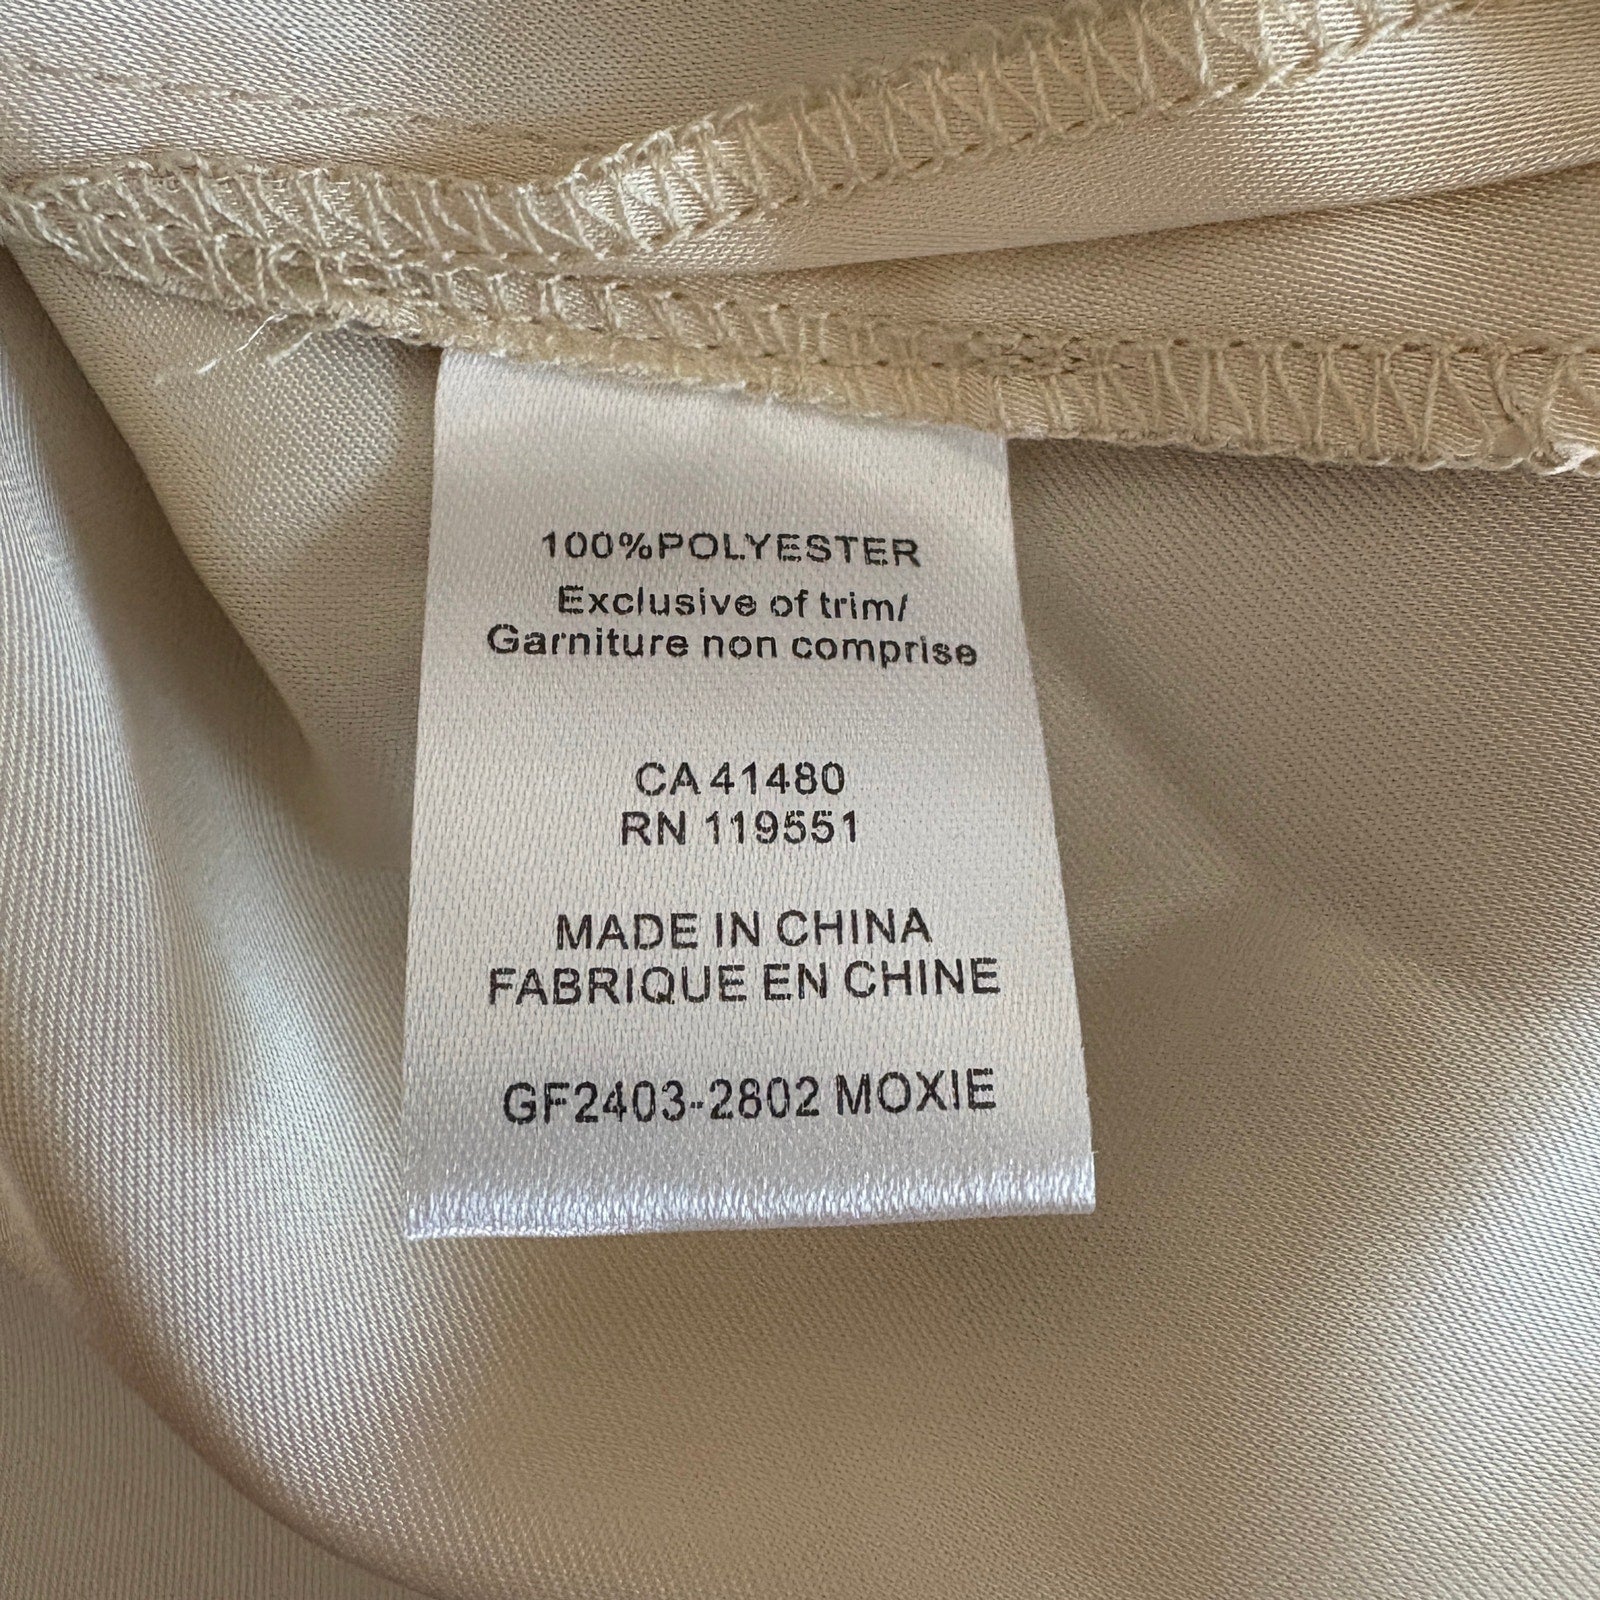 100%POLYESTER
Exclusive of trim/
Garniture non comprise
CA 41480
RN 119551
MADE IN CHINA
FABRIQUE EN CHINE
GF2403-2802 MOXIE